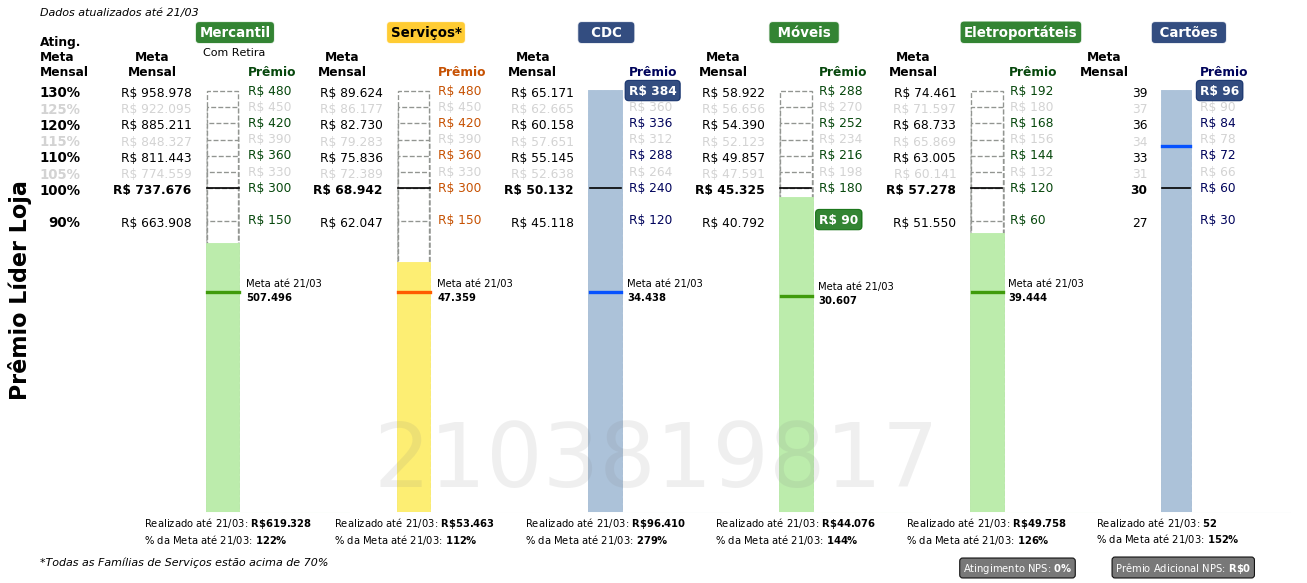 Dados atualizados até 21/03
Mercantil Serviços* CDC Móveis Eletroportáteis Cartões
Com Retira
Ating. Meta Mensal
Meta Mensal Prêmio Meta Mensal Prêmio Meta Mensal Prêmio Meta Mensal Prêmio Meta Mensal Prêmio Meta Mensal Prêmio
130% R$ 958.978 R$ 480 R$ 89.624 R$ 480 R$ 65.171 R$ 384 R$ 58.922 R$ 288 R$ 74.461 R$ 192 39 R$ 96
125% R$ 922.095 R$ 450 R$ 86.177 R$ 450 R$ 62.665 R$ 360 R$ 56.656 R$ 270 R$ 71.597 R$ 180 37 R$ 90
120% R$ 885.211 R$ 420 R$ 82.730 R$ 420 R$ 60.158 R$ 336 R$ 54.390 R$ 252 R$ 68.733 R$ 168 36 R$ 84
115% R$ 848.327 R$ 390 R$ 79.283 R$ 390 R$ 57.651 R$ 312 R$ 52.123 R$ 234 R$ 65.869 R$ 156 34 R$ 78
110% R$ 811.443 R$ 360 R$ 75.836 R$ 360 R$ 55.145 R$ 288 R$ 49.857 R$ 216 R$ 63.005 R$ 144 33 R$ 72
105% R$ 774.559 R$ 330 R$ 72.389 R$ 330 R$ 52.638 R$ 264 R$ 47.591 R$ 198 R$ 60.141 R$ 132 31 R$ 66
100% R$ 737.676 R$ 300 R$ 68.942 R$ 300 R$ 50.132 R$ 240 R$ 45.325 R$ 180 R$ 57.278 R$ 120 30 R$ 60
90% R$ 663.908 R$ 150 R$ 62.047 R$ 150 R$ 45.118 R$ 120 R$ 40.792 R$ 90 R$ 51.550 R$ 60 27 R$ 30
Prêmio Líder Loja
Meta até 21/03 Meta até 21/03 Meta até 21/03 Meta até 21/03 Meta até 21/03
507.496 47.359 34.438 30.607 39.444
2103819817
Realizado até 21/03: R$619.328 Realizado até 21/03: R$53.463 Realizado até 21/03: R$96.410 Realizado até 21/03: R$44.076 Realizado até 21/03: R$49.758 Realizado até 21/03: 52
% da Meta até 21/03: 122% % da Meta até 21/03: 112% % da Meta até 21/03: 279% % da Meta até 21/03: 144% % da Meta até 21/03: 126% % da Meta até 21/03: 152%
*Todas as Famílias de Serviços estão acima de 70%
Atingimento NPS: 0% Prêmio Adicional NPS: R$0